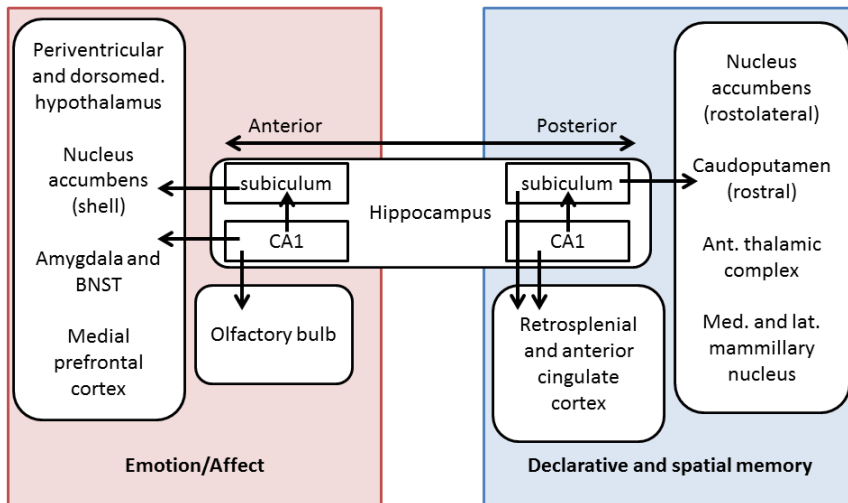 Periventricular
and dorsomed.
hypothalamus
Nucleus
accumbens
(shell)
Amygdala and
BNST
Medial
prefrontal
cortex
Anterior
Posterior
subiculum
CA1
Hippocampus
subiculum
CA1
Olfactory bulb
Retrosplenial
and anterior
cingulate
cortex
Nucleus
accumbens
(rostolateral)
Caudoputamen
(rostral)
Ant. thalamic
complex
Med. and lat.
mammillary
nucleus
Emotion/Affect
Declarative and spatial memory